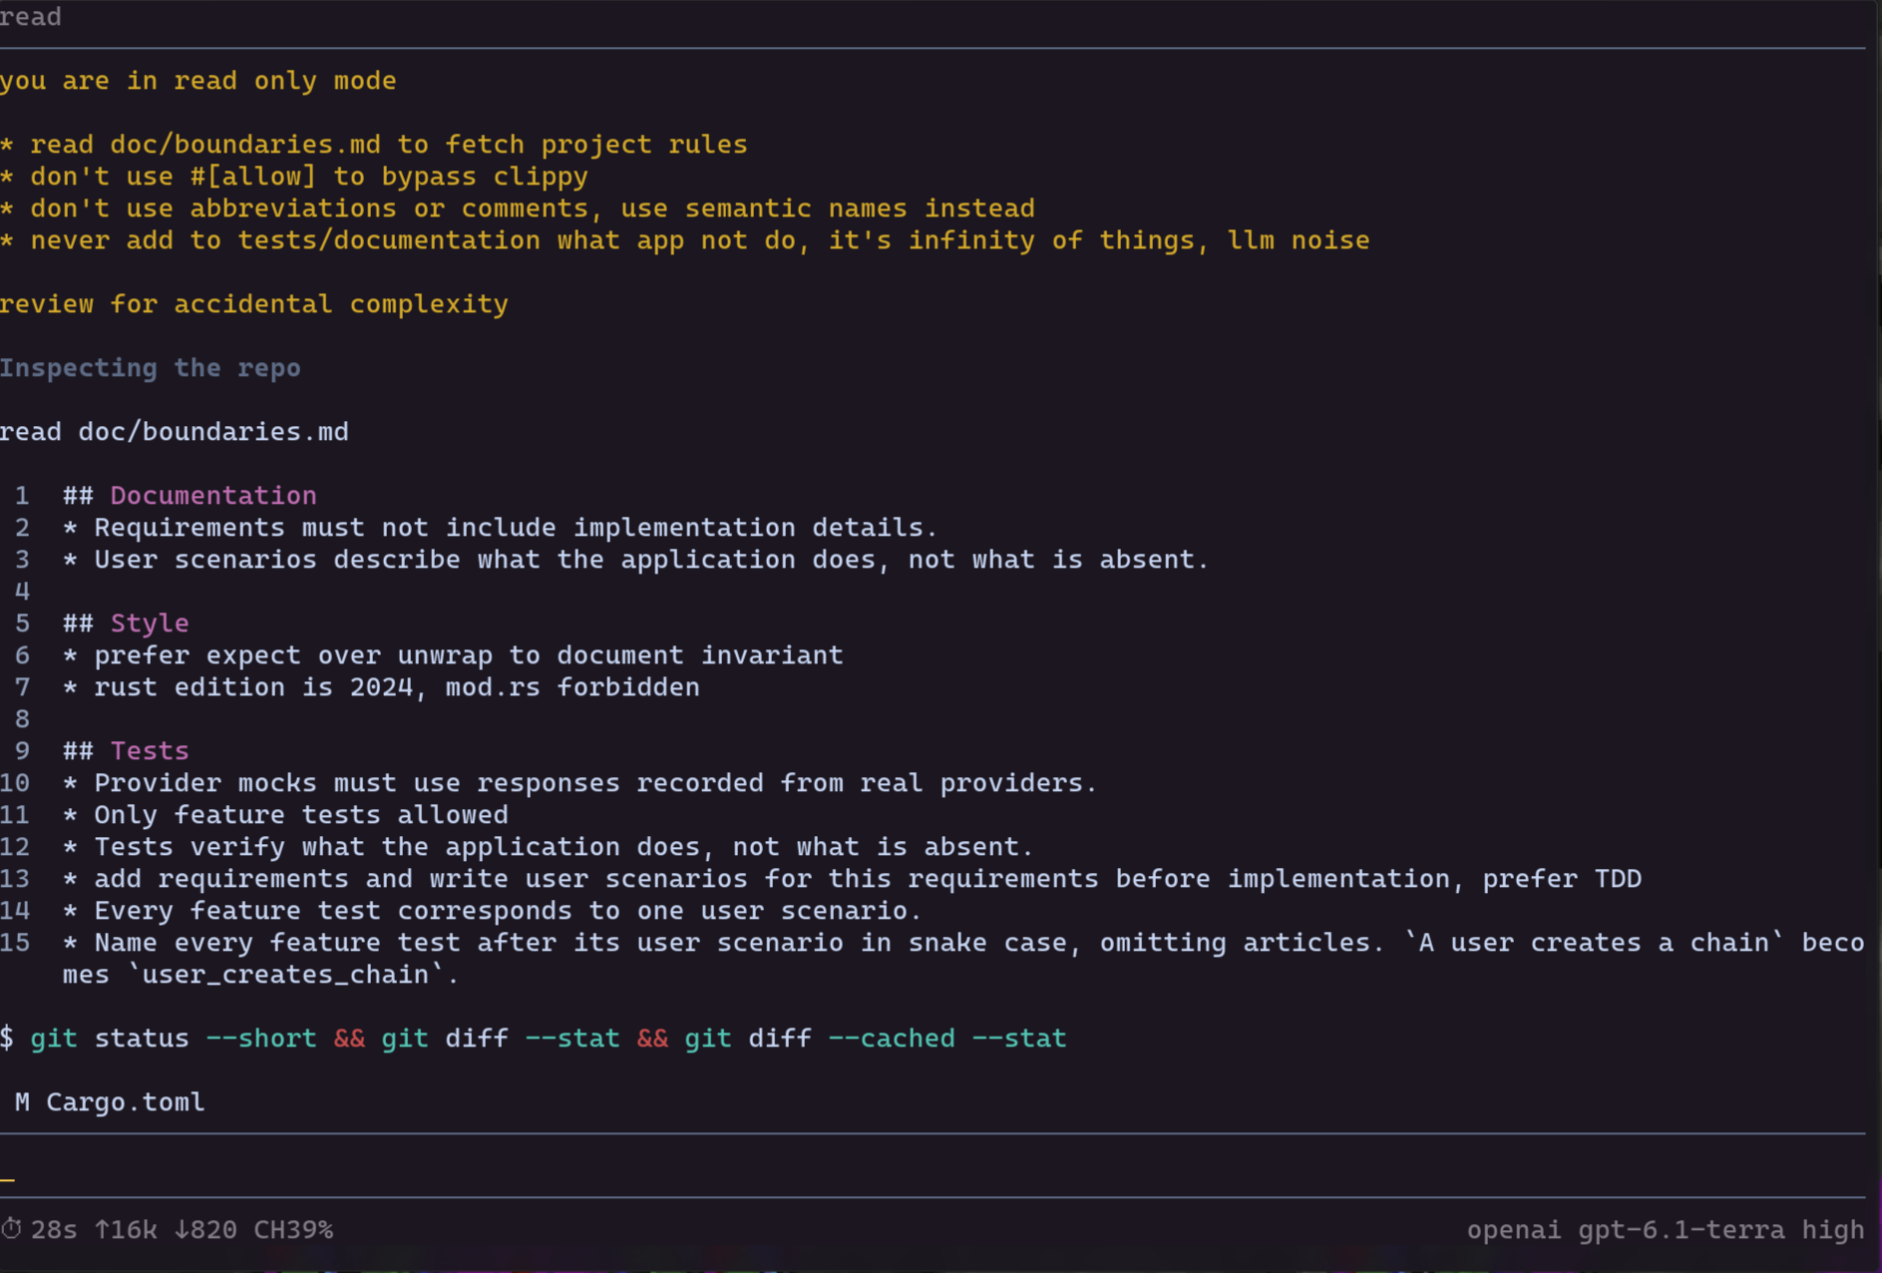 read
you are in read only mode
* read doc/boundaries.md to fetch project rules
* don't use #[allow] to bypass clippy
* don't use abbreviations or comments, use semantic names instead
* never add to tests/documentation what app not do, it's infinity of things, llm noise
review for accidental complexity
Inspecting the repo
read doc/boundaries.md
1 ## Documentation
2 * Requirements must not include implementation details.
3 * User scenarios describe what the application does, not what is absent.
4
5 ## Style
6 * prefer expect over unwrap to document invariant
7 * rust edition is 2024, mod.rs forbidden
8
9 ## Tests
10 * Provider mocks must use responses recorded from real providers.
11 * Only feature tests allowed
12 * Tests verify what the application does, not what is absent.
13 * add requirements and write user scenarios for this requirements before implementation, prefer TDD
14 * Every feature test corresponds to one user scenario.
15 * Name every feature test after its user scenario in snake case, omitting articles. `A user creates a chain` beco
mes `user_creates_chain`.
$ git status --short && git diff --stat && git diff --cached --stat
M Cargo.toml
_
⏱ 28s ↑16k ↓820 CH39% openai gpt-6.1-terra high